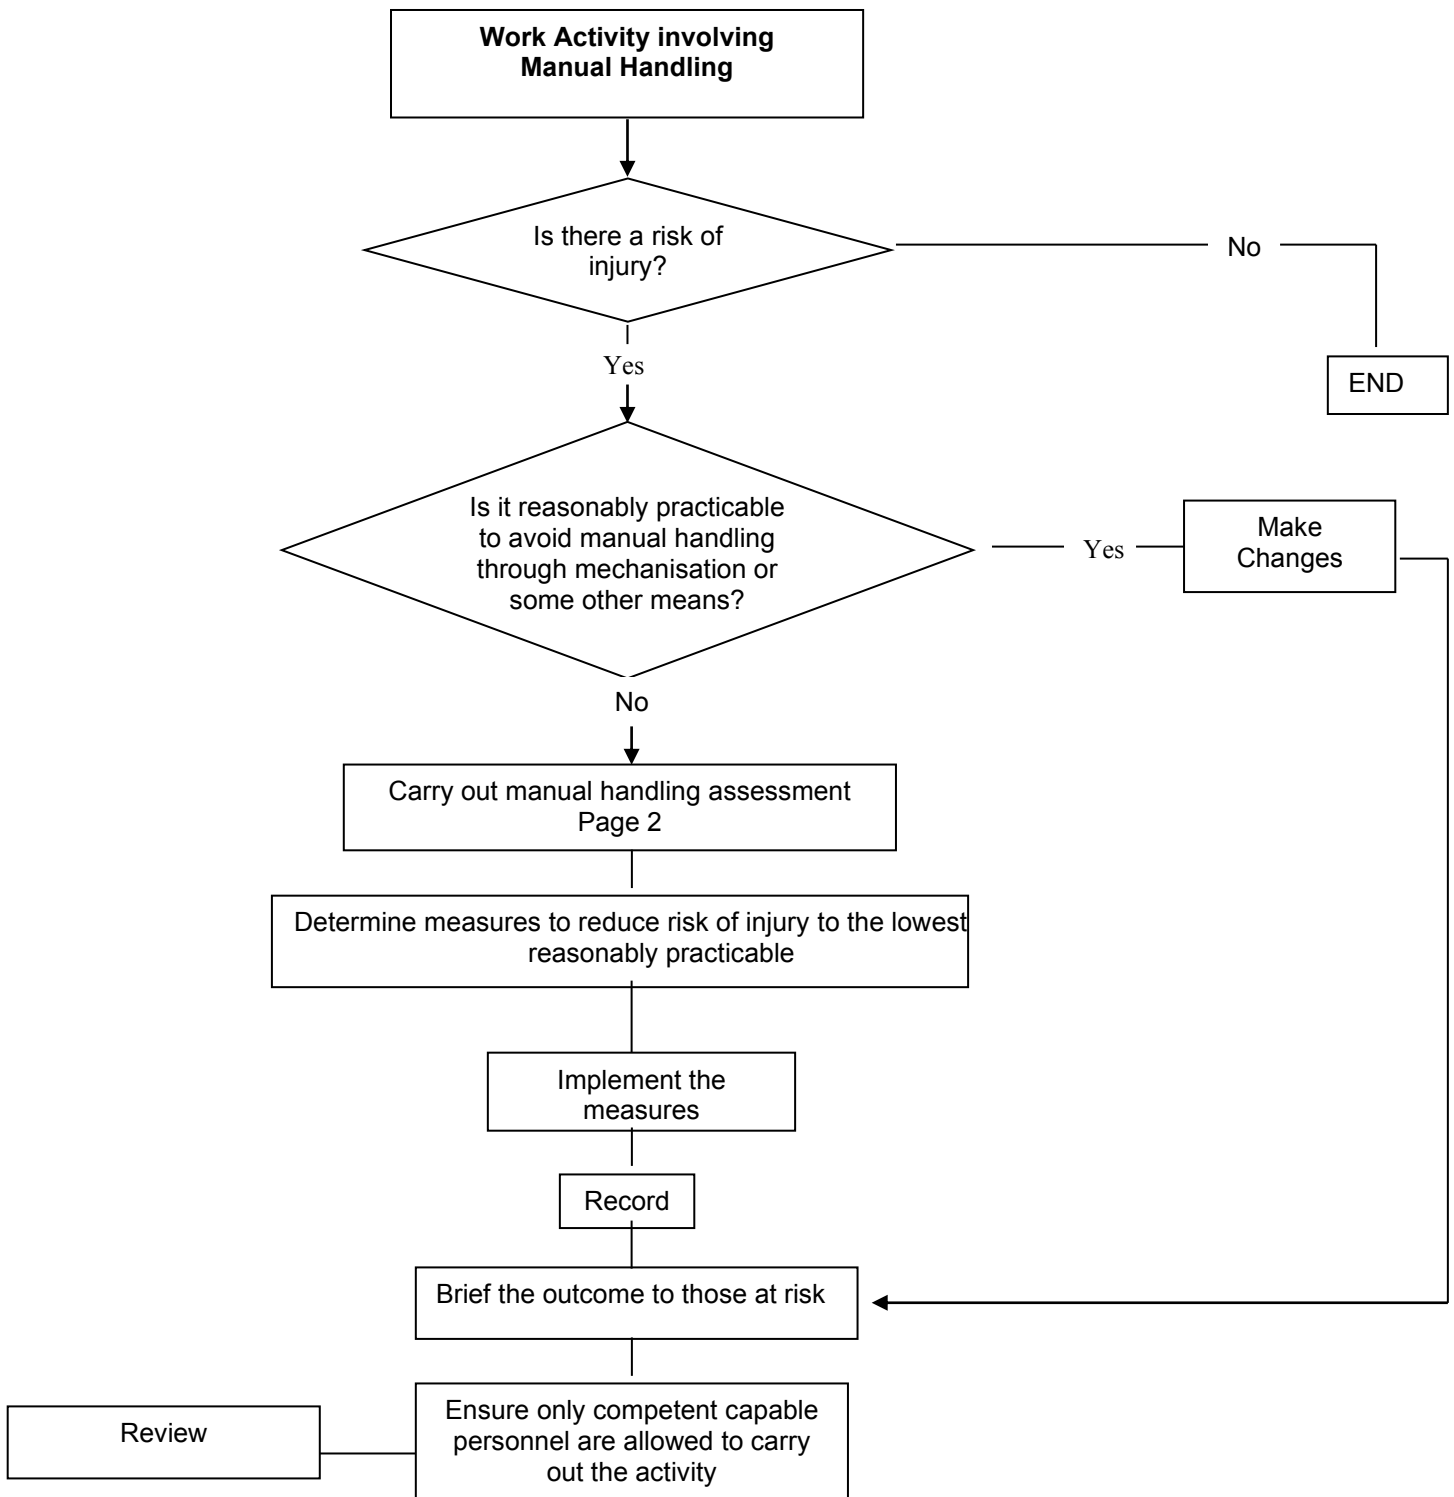 Work Activity involving
Manual Handling
Is there a risk of
injury?
No
END
Yes
Is it reasonably practicable
to avoid manual handling
through mechanisation or
some other means?
Yes
Make
Changes
No
Carry out manual handling assessment
Page 2
Determine measures to reduce risk of injury to the lowest
reasonably practicable
Implement the
measures
Record
Brief the outcome to those at risk
Ensure only competent capable
personnel are allowed to carry
out the activity
Review